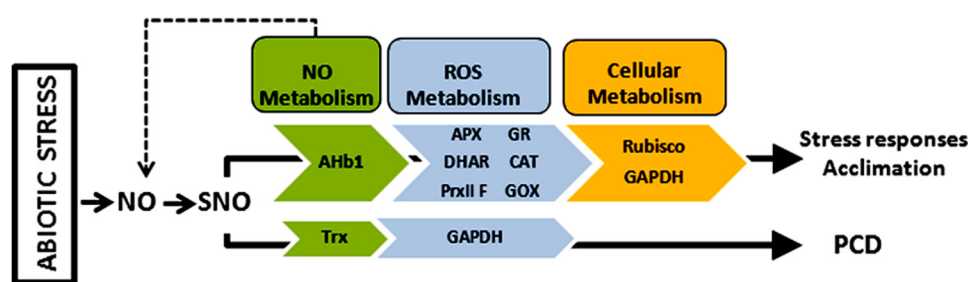 ABIOTIC STRESS
NO
SNO
NO
Metabolism
ROS
Metabolism
Cellular
Metabolism
AHb1
APX GR
DHAR CAT
PrxII F GOX
Rubisco
GAPDH
Stress responses
Acclimation
Trx
GAPDH
PCD